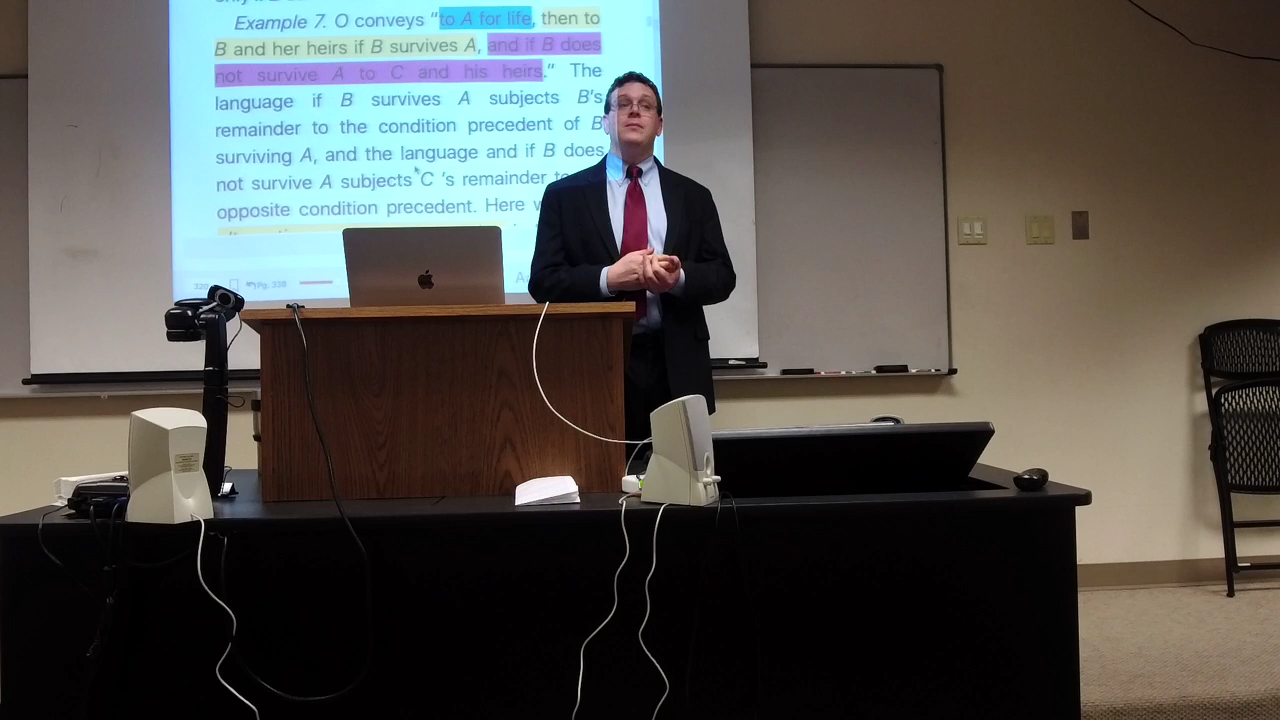 Example 7. O conveys "to A for life, then to
B and her heirs if B survives A, and if B does
not survive A to C and his heirs." The
language if B survives A subjects B's
remainder to the condition precedent of B
surviving A, and the language and if B does
not survive A subjects C 's remainder
opposite condition precedent. Here
Pg. 338